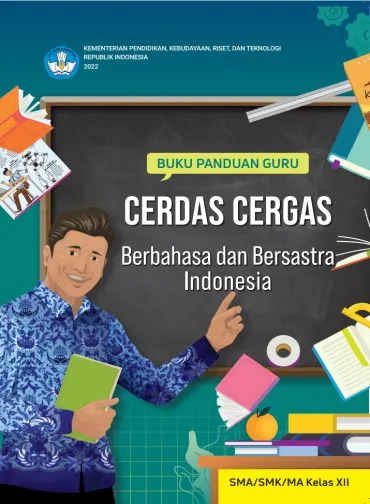 KEMENTERIAN PENDIDIKAN, KEBUDAYAAN, RISET, DAN TEKNOLOGI
REPUBLIK INDONESIA
2022
BUKU PANDUAN GURU
CERDAS CERGAS
Berbahasa dan Bersastra
Indonesia
SMA/SMK/MA Kelas XII